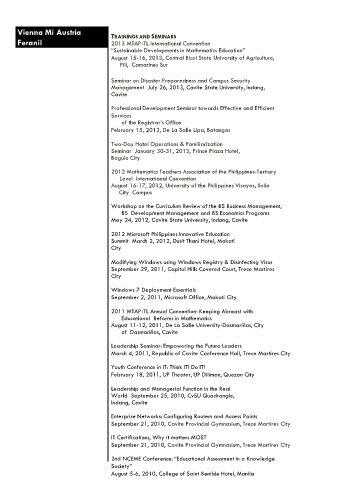 Vienna Mi Austria
Feranil
TRAININGS AND SEMINARS
2013 MTAP-TL International Convention
"Sustainable Developments in Mathematics Education"
August 15-16, 2013, Central Bicol State University of Agriculture,
Pili, Camarines Sur
Seminar on Disaster Preparedness and Campus Security
Management July 26, 2013, Cavite State University, Indang,
Cavite
Professional Development Seminar towards Effective and Efficient
Services
of the Registrar's Office
February 15, 2013, De La Salle Lipa, Batangas
Two-Day Hotel Operations & Familiarization
Seminar January 30-31, 2013, Prince Plaza Hotel,
Baguio City
2012 Mathematics Teachers Association of the Philippines-Tertiary
Level International Convention
August 16-17, 2012, University of the Philippines Visayas, Iloilo
City Campus
Workshop on the Curriculum Review of the BS Business Management,
BS Development Management and BS Economics Programs
May 24, 2012, Cavite State University, Indang, Cavite
2012 Microsoft Philippines Innovative Education
Summit March 2, 2012, Dusit Thani Hotel, Makati
City
Modifying Windows using Windows Registry & Disinfecting Virus
September 29, 2011, Capitol Hills Covered Court, Trece Martires
City
Windows 7 Deployment Essentials
September 2, 2011, Microsoft Office, Makati City
2011 MTAP-TL Annual Convention: Keeping Abreast with
Educational Reforms in Mathematics
August 11-12, 2011, De La Salle University-Dasmariñas, City
of Dasmariñas, Cavite
Leadership Seminar: Empowering the Future Leaders
March 4, 2011, Republic of Cavite Conference Hall, Trece Martires City
Youth Conference in IT: Think IT! Do IT!
February 18, 2011, UP Theater, UP Diliman, Quezon City
Leadership and Managerial Function in the Real
World September 25, 2010, CvSU Quadrangle,
Indang, Cavite
Enterprise Networks: Configuring Routers and Access Points
September 21, 2010, Cavite Provincial Gymnasium, Trece Martires City
IT Certifications, Why it matters MOST
September 21, 2010, Cavite Provincial Gymnasium, Trece Martires City
2nd NCEME Conference: "Educational Assessment in a Knowledge
Society"
August 5-6, 2010, College of Saint Benilde Hotel, Manila